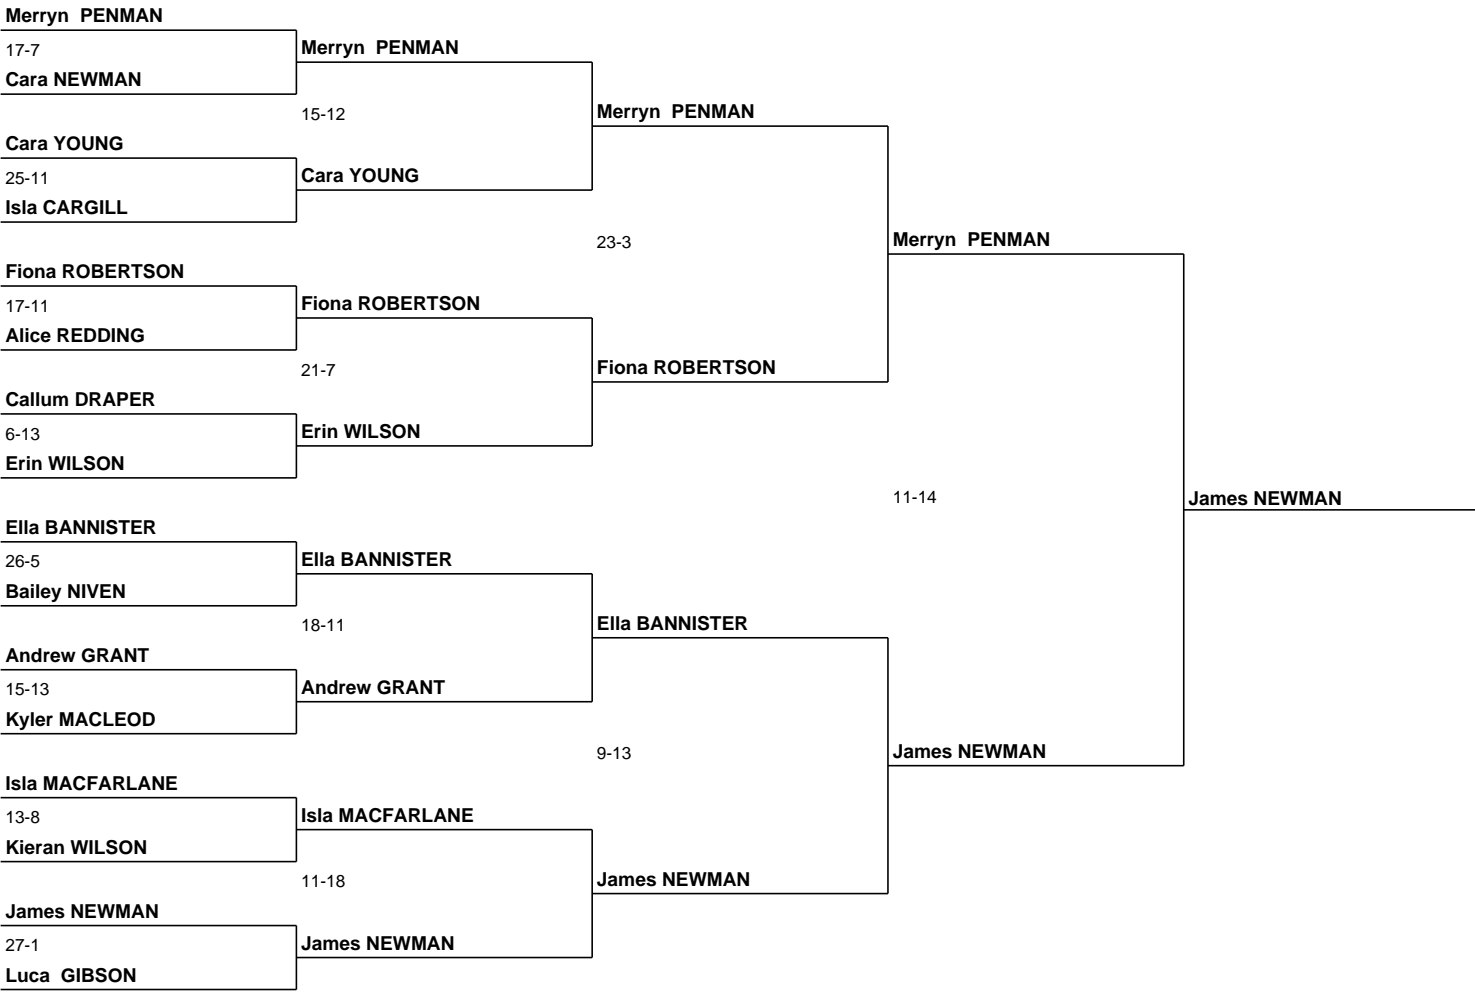 Merryn  PENMAN
17-7
Cara NEWMAN
Cara YOUNG
25-11
Isla CARGILL
Fiona ROBERTSON
17-11
Alice REDDING
Callum DRAPER
6-13
Erin WILSON
Ella BANNISTER
26-5
Bailey NIVEN
Andrew GRANT
15-13
Kyler MACLEOD
Isla MACFARLANE
13-8
Kieran WILSON
James NEWMAN
27-1
Luca  GIBSON
Merryn  PENMAN
15-12
Cara YOUNG
Fiona ROBERTSON
21-7
Erin WILSON
Ella BANNISTER
18-11
Andrew GRANT
Isla MACFARLANE
11-18
James NEWMAN
Merryn  PENMAN
23-3
Fiona ROBERTSON
Ella BANNISTER
9-13
James NEWMAN
Merryn  PENMAN
11-14
James NEWMAN
James NEWMAN